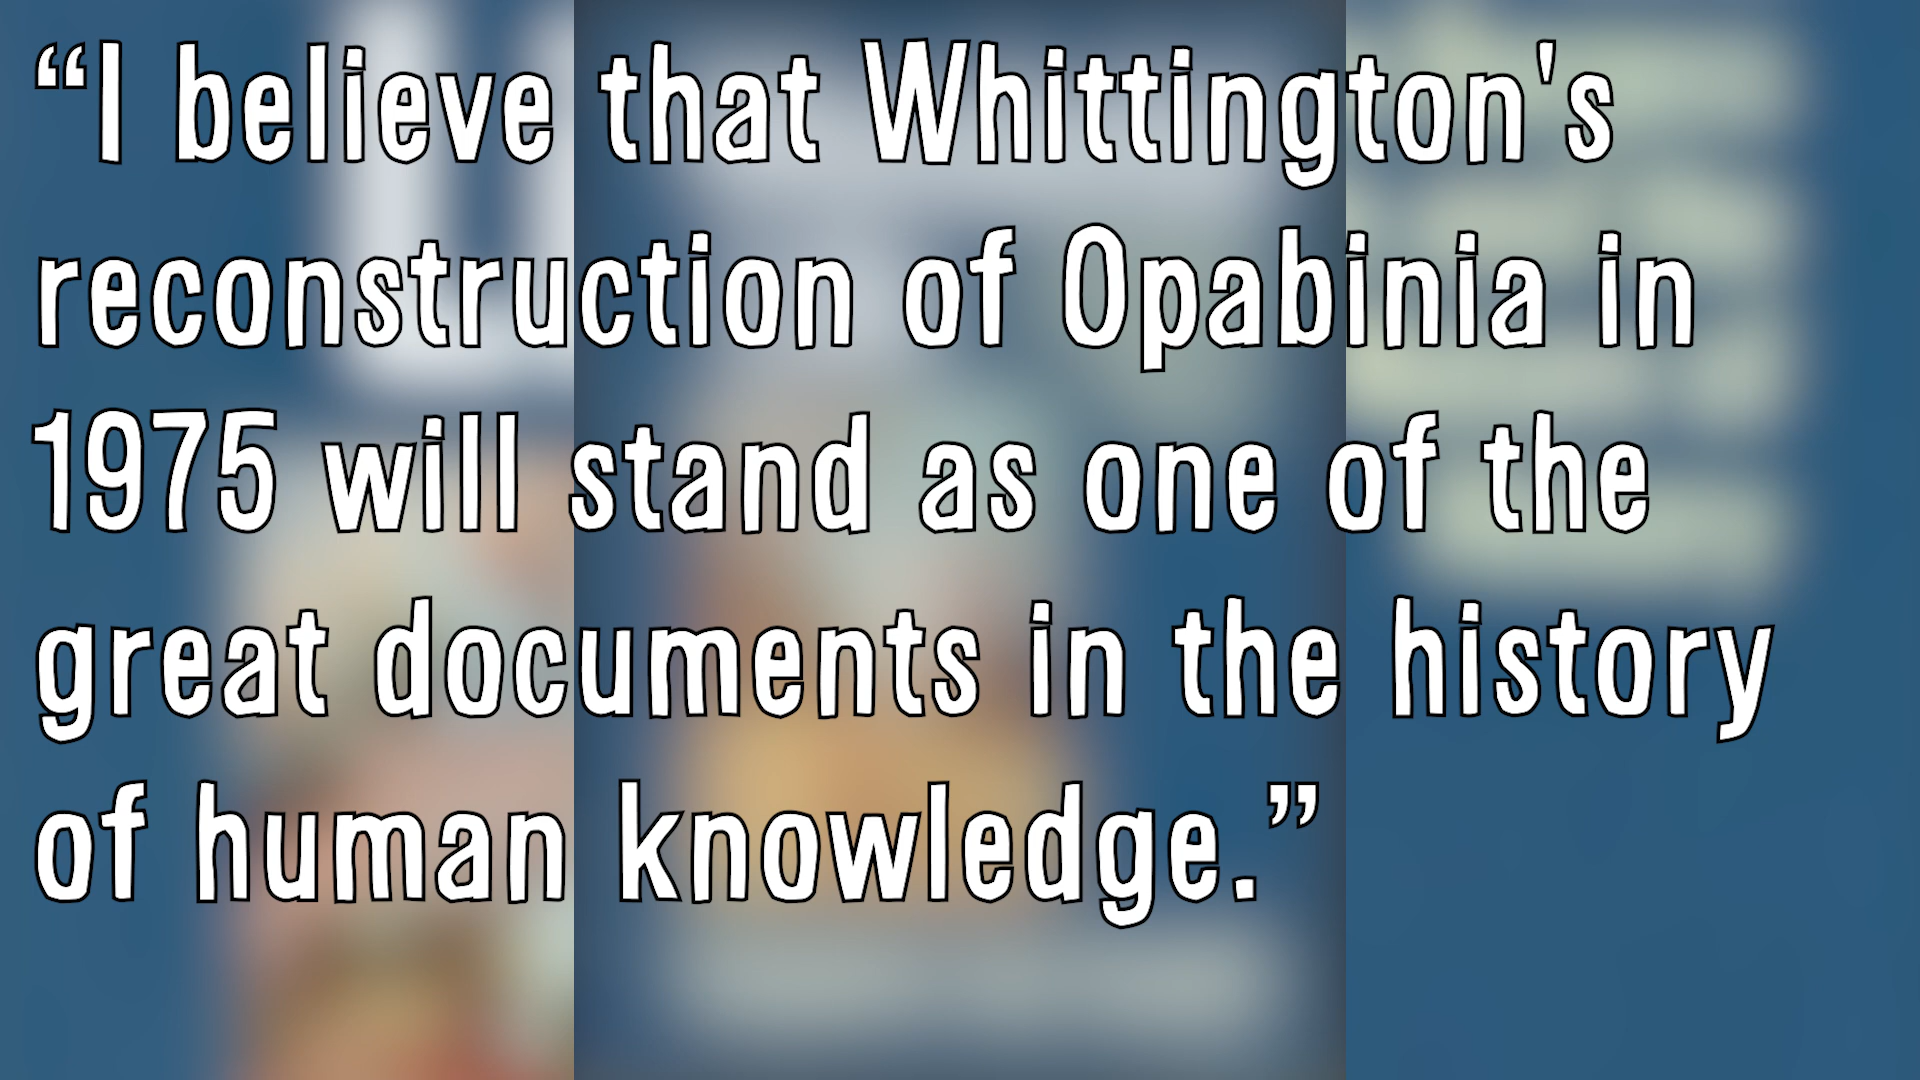 “I believe that Whittington's
reconstruction of Opabinia in
1975 will stand as one of the
great documents in the history
of human knowledge.”